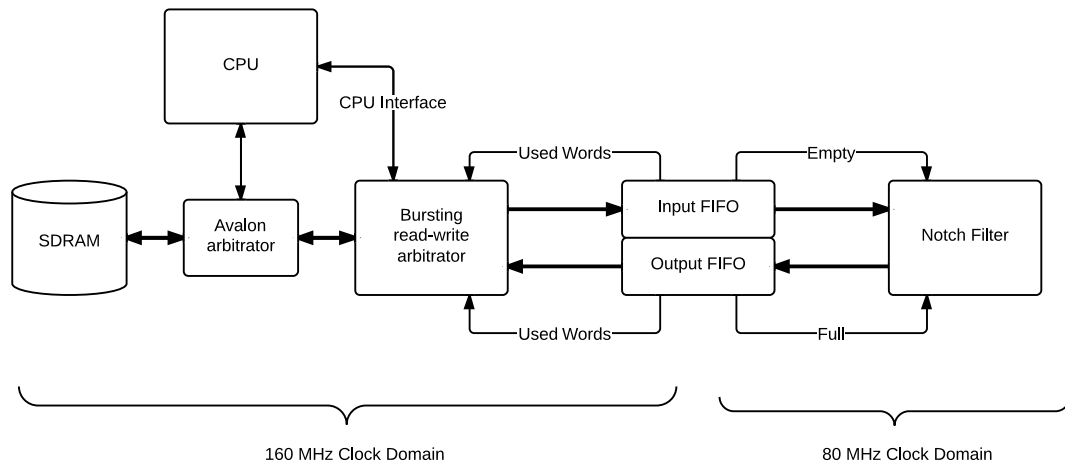 CPU
CPU Interface
Used Words
Empty
SDRAM
Avalon
arbitrator
Bursting
read-write
arbitrator
Input FIFO
Output FIFO
Notch Filter
Used Words
Full
160 MHz Clock Domain
80 MHz Clock Domain